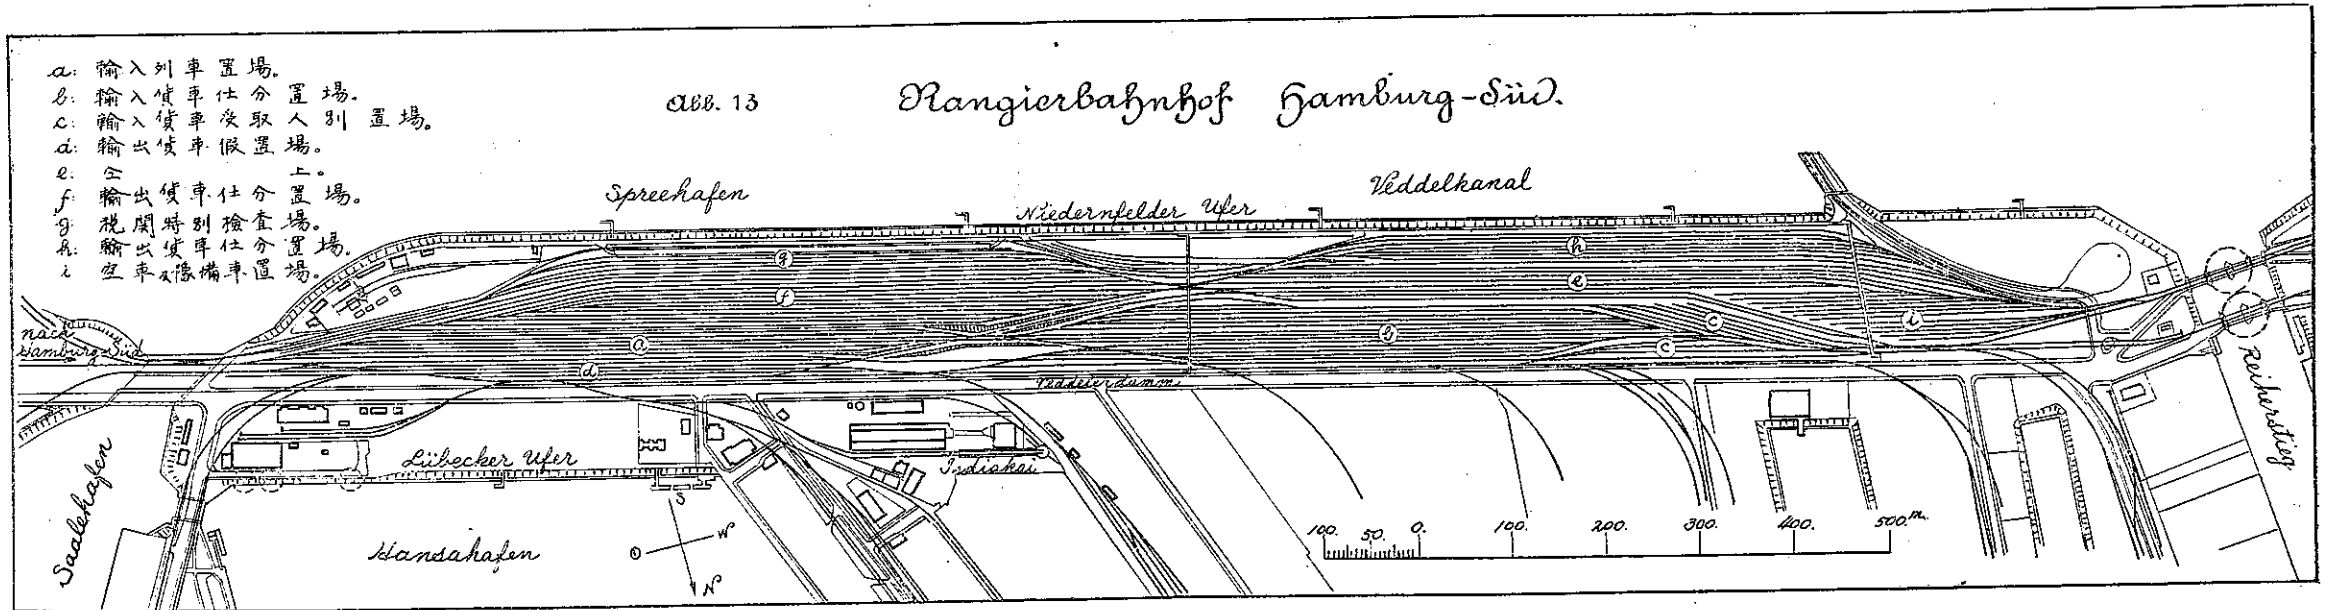 a: 輸入列車置場。
b: 輸入貨車仕分置場.
c: 輸入貨車受取人別置場。
d: 輸出貨車假置場。
e: 仝 上。
f: 輸出貨車仕分置場。
g: 税関特別検査場。
h: 輸出貨車仕分置場.
i 空車及予備車置場.
Abb. 13
Rangierbahnhof Hamburg-Süd.
Spreehafen
Niedernfelder Ufer
Veddelkanal
g
h
f
e
a
g
c
i
c
d
nach
Hamburg Süd
Veddeler damm
Saalehafen
Lübecker Ufer
Indiakai
Hansahafen
Reiherstieg
S
W
O
N
100. 50. 0. 100. 200. 300. 400. 500.m.